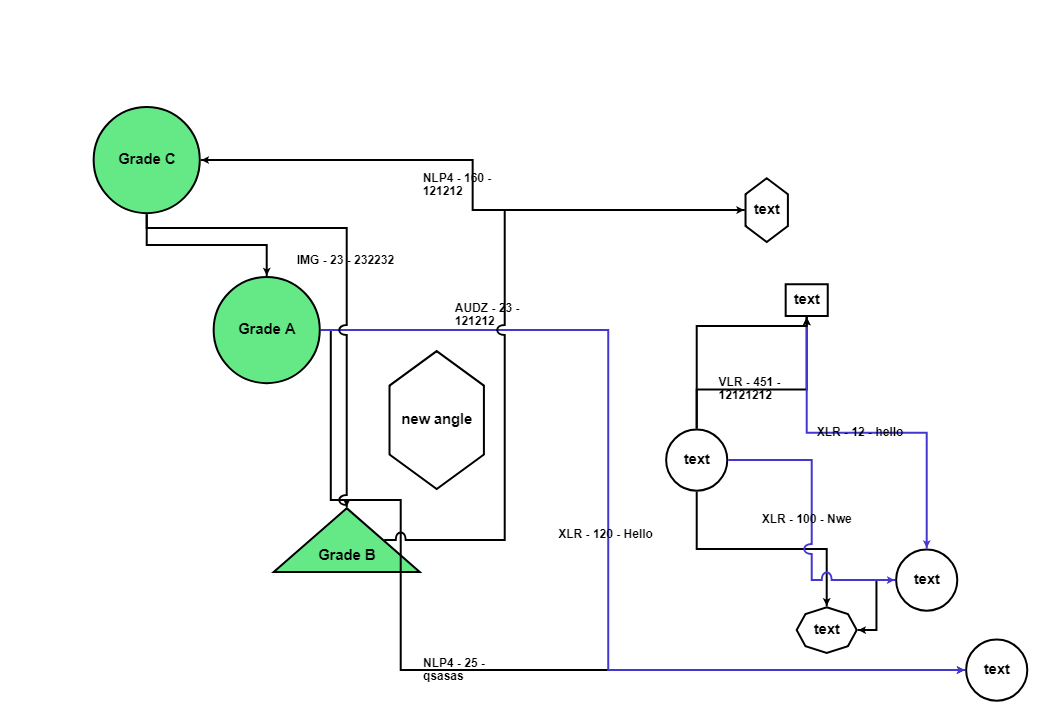 Grade C
NLP4 - 160 -
121212
text
IMG - 23 - 232232
text
AUDZ - 23 -
121212
Grade A
VLR - 451 -
12121212
new angle
XLR - 12 - hello
text
XLR - 100 - Nwe
XLR - 120 - Hello
Grade B
text
text
NLP4 - 25 -
qsasas
text